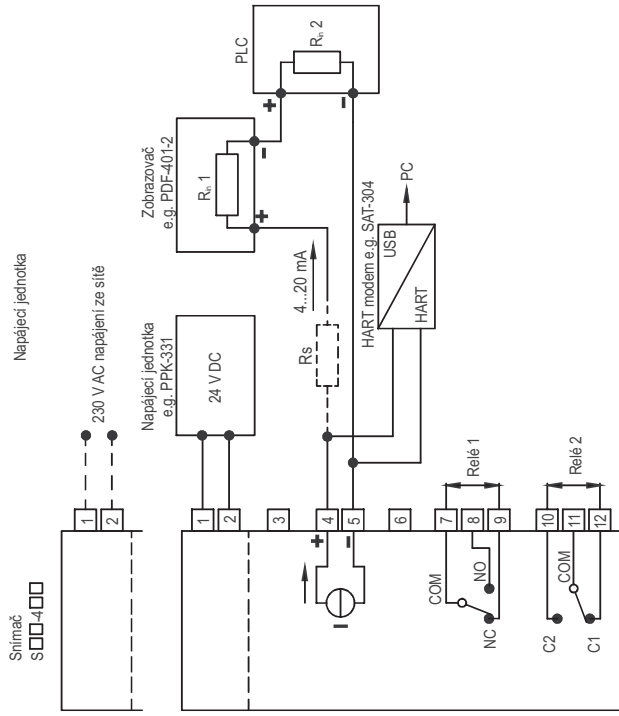 Snímač
S□□-4□□
Napájecí jednotka
230 V AC napájení ze sítě
1
2
Napájecí jednotka
e.g. PPK-331
24 V DC
Zobrazovač
e.g. PDF-401-2
Rin 1
+
-
PLC
Rin 2
+
-
Rs
4...20 mA
HART modem e.g. SAT-304
USB
HART
PC
1
2
3
4
5
6
7
8
9
10
11
12
+
-
I
COM
NO
NC
Relé 1
C2
COM
C1
Relé 2